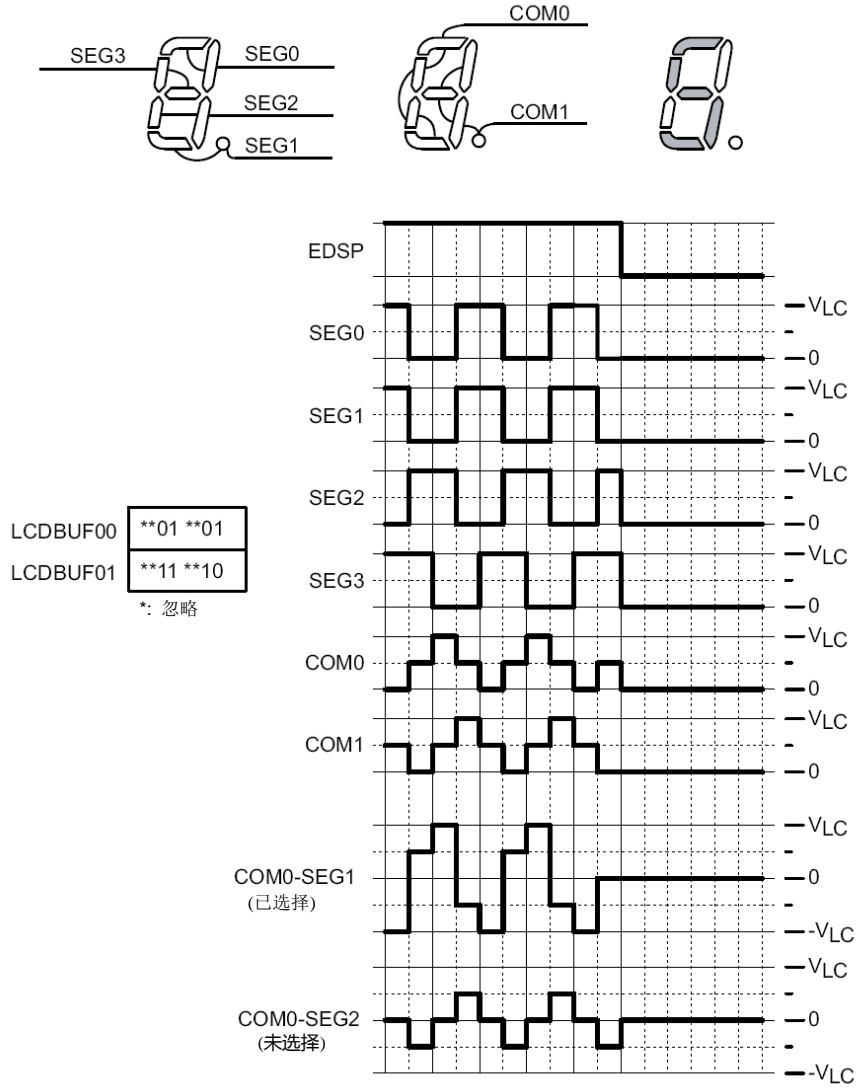 COM0
SEG3
SEG0
SEG2
COM1
SEG1
EDSP
VLC
SEG0
0
VLC
SEG1
0
VLC
SEG2
0
LCDBUF00 **01 **01
LCDBUF01 **11 **10
*: 忽略
VLC
SEG3
0
VLC
COM0
0
VLC
COM1
0
VLC
COM0-SEG1
0
(已选择)
-VLC
VLC
COM0-SEG2
0
(未选择)
-VLC